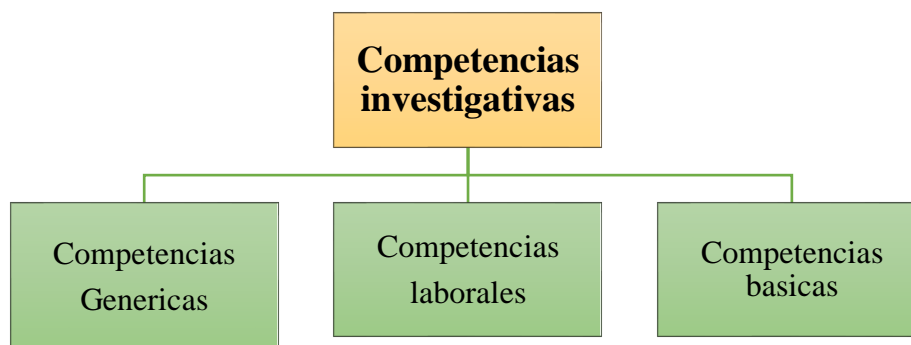 Competencias
investigativas
Competencias
Genericas
Competencias
laborales
Competencias
basicas